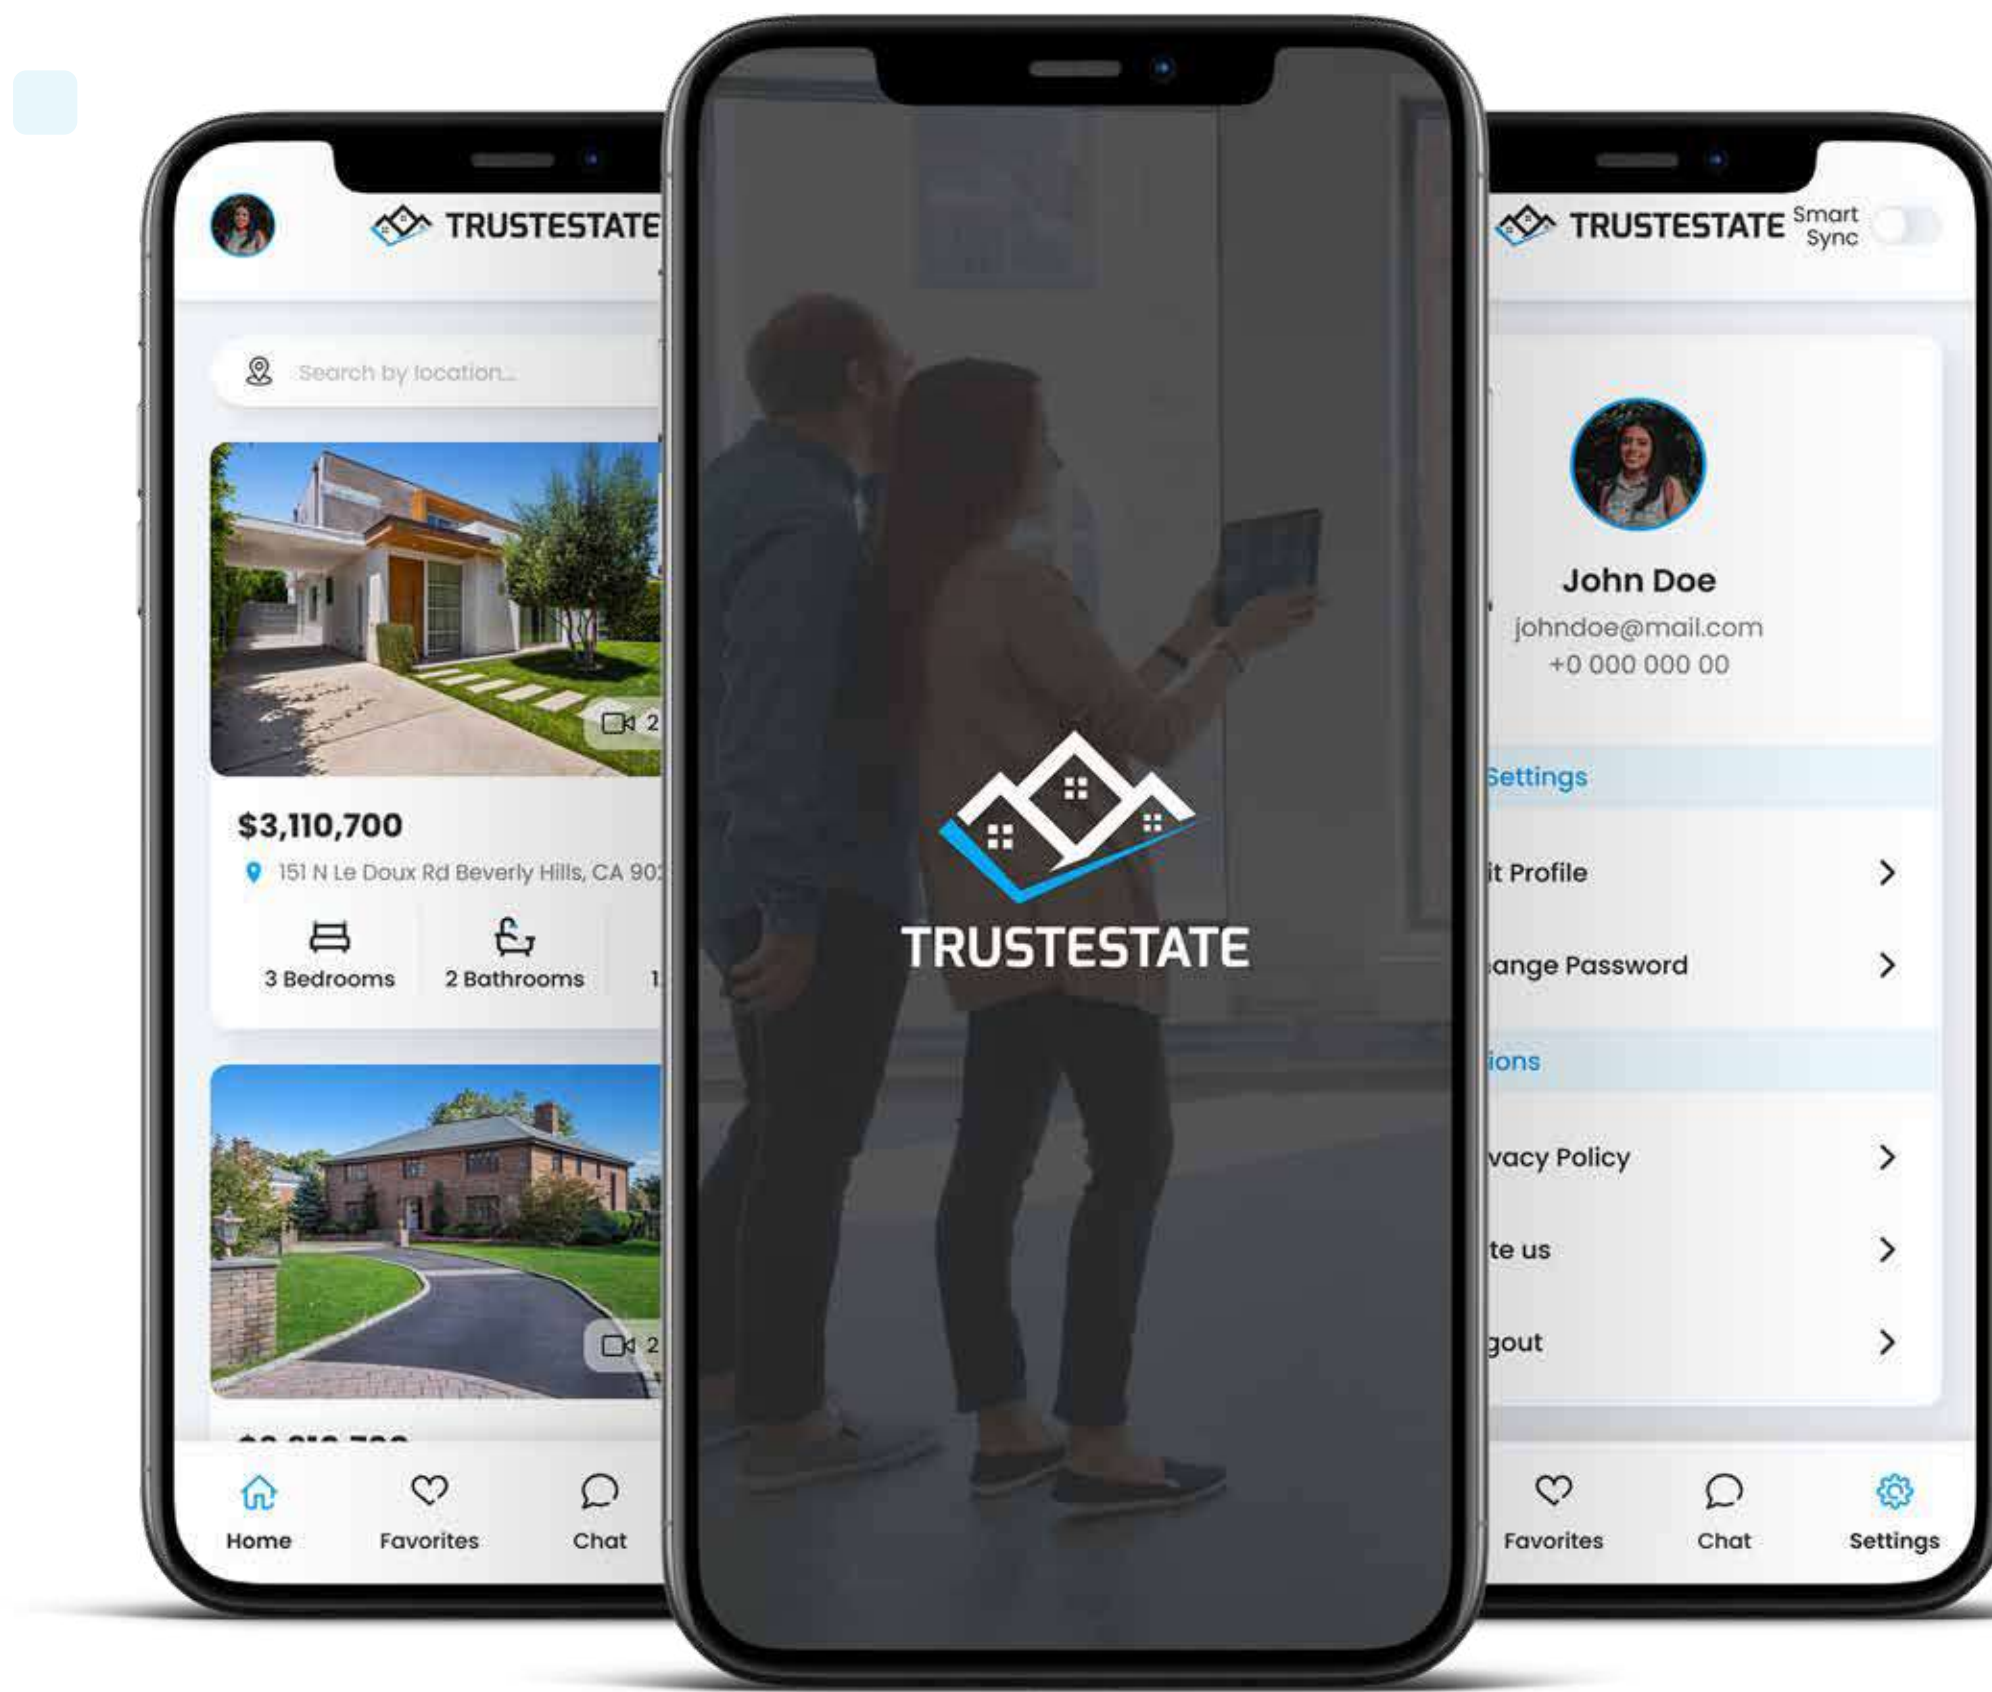 TRUSTESTATE
Search by location...
2
$3,110,700
151 N Le Doux Rd Beverly Hills, CA 90
3 Bedrooms
2 Bathrooms
1
2
Home
Favorites
Chat
TRUSTESTATE
TRUSTESTATE
Smart
Sync
John Doe
johndoe@mail.com
+0 000 000 00
Settings
it Profile
ange Password
ions
vacy Policy
te us
gout
Favorites
Chat
Settings